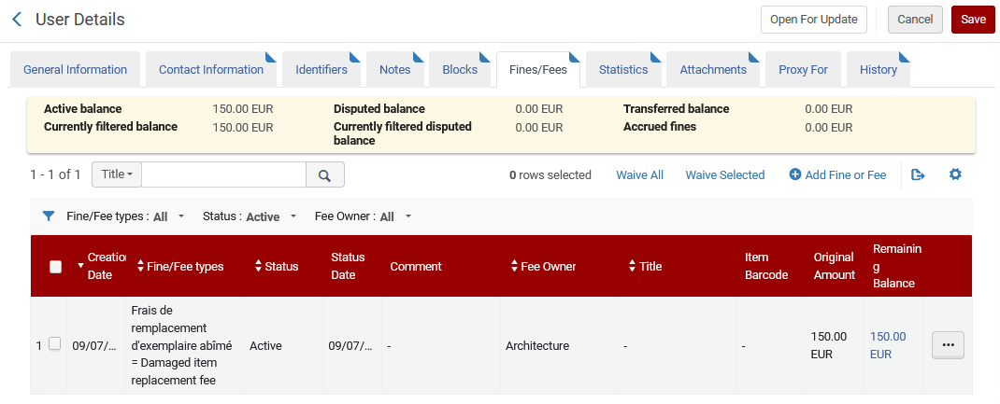 User Details
Open For Update
Cancel
Save
General Information
Contact Information
Identifiers
Notes
Blocks
Fines/Fees
Statistics
Attachments
Proxy For
History
Active balance 150.00 EUR Disputed balance 0.00 EUR Transferred balance 0.00 EUR
Currently filtered balance 150.00 EUR Currently filtered disputed 0.00 EUR Accrued fines 0.00 EUR
balance
1 - 1 of 1 Title 0 rows selected Waive All Waive Selected Add Fine or Fee
Fine/Fee types : All Status : Active Fee Owner : All
Creation
Date
Fine/Fee types
Status
Status
Date
Comment
Fee Owner
Title
Item
Barcode
Original
Amount
Remainin
g
Balance
1
09/07/...
Frais de
remplacement
d'exemplaire abîmé
= Damaged item
replacement fee
Active
09/07/...
-
Architecture
-
-
150.00
EUR
150.00
EUR
...